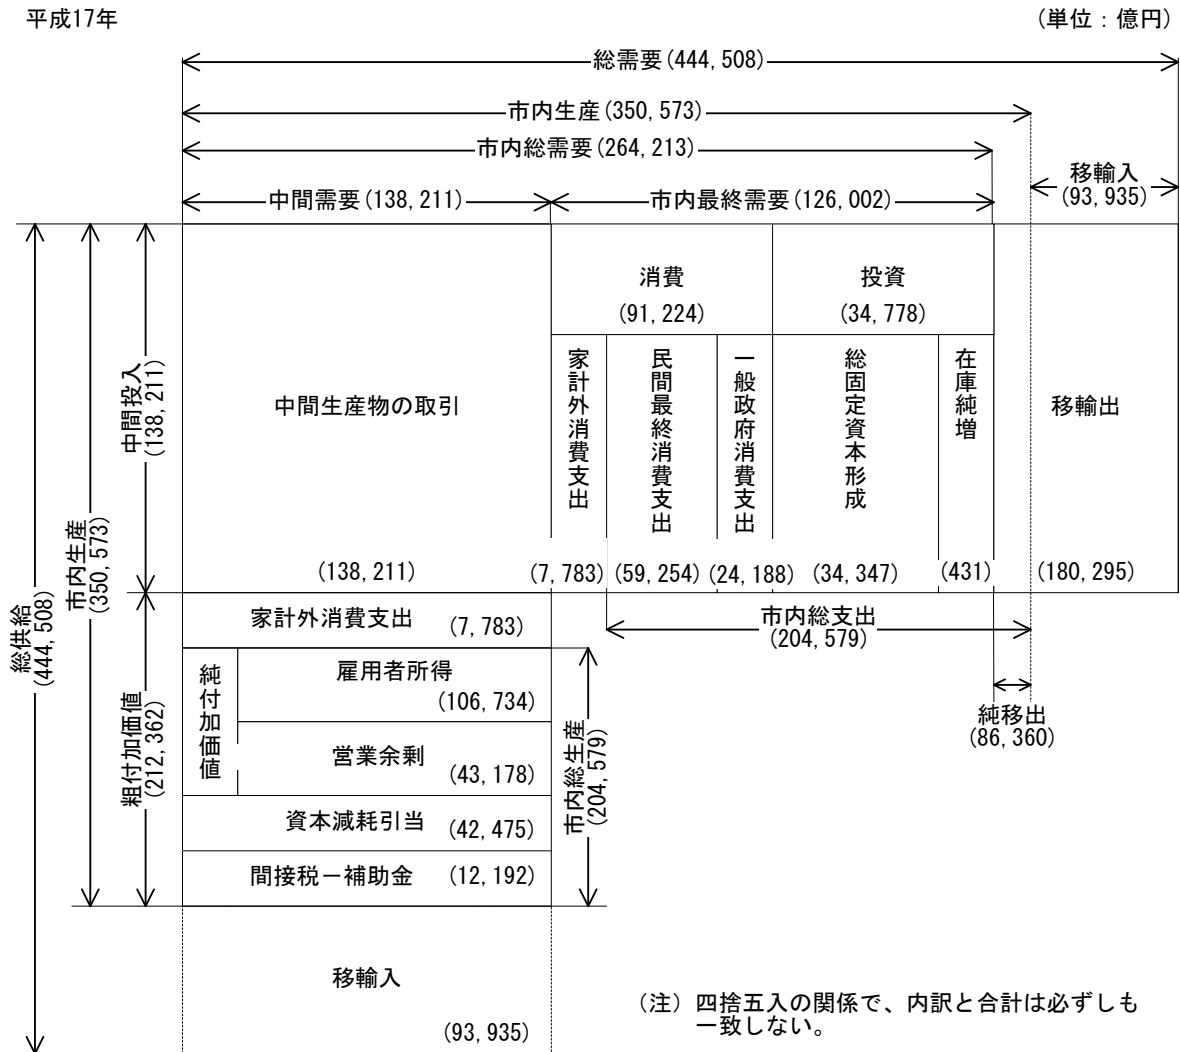 平成17年
(単位：億円)
総需要(444,508)
市内生産(350,573)
市内総需要(264,213)
中間需要(138,211)
市内最終需要(126,002)
移輸入
(93,935)
総供給
(444,508)
市内生産
(350,573)
中間投入
(138,211)
中間生産物の取引
(138,211)
消費
(91,224)
投資
(34,778)
家計外消費支出
(7,783)
民間最終消費支出
(59,254)
一般政府消費支出
(24,188)
総固定資本形成
(34,347)
在庫純増
(431)
移輸出
(180,295)
粗付加価値
(212,362)
家計外消費支出
(7,783)
純付加価値
雇用者所得
(106,734)
営業余剰
(43,178)
資本減耗引当
(42,475)
間接税－補助金
(12,192)
市内総生産
(204,579)
市内総支出
(204,579)
純移出
(86,360)
移輸入
(93,935)
(注) 四捨五入の関係で、内訳と合計は必ずしも
一致しない。